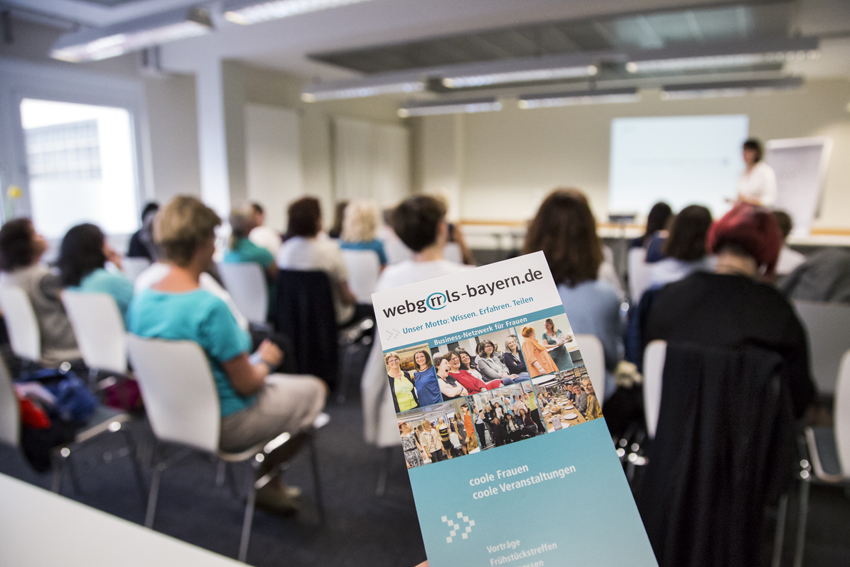 webgrrls-bayern.de
Unser Motto: Wissen. Erfahren. Teilen
Business-Netzwerk für Frauen
coole Frauen
coole Veranstaltungen
Vorträge
Frühstückstreffen